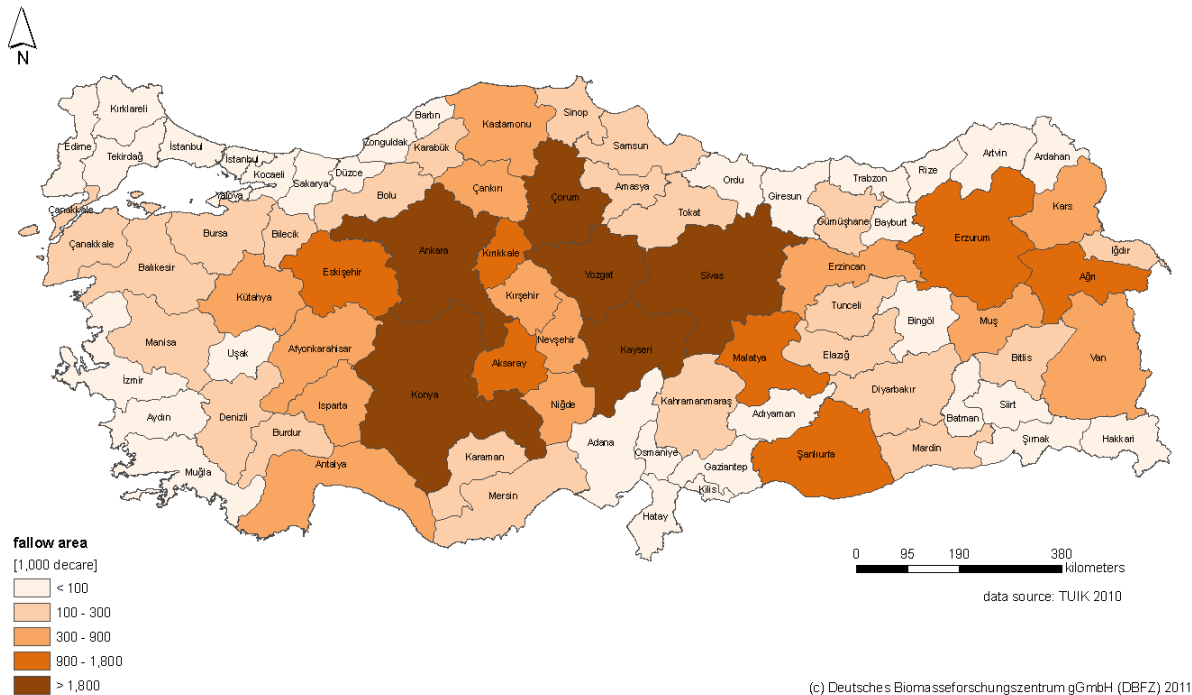 N
Kırklareli
Edirne
Tekirdağ
İstanbul
İstanbul
Kocaeli
Yalova
Sakarya
Düzce
Zonguldak
Bartın
Karabük
Kastamonu
Sinop
Samsun
Çankırı
Çorum
Amasya
Ordu
Giresun
Trabzon
Rize
Artvin
Ardahan
Çanakkale
Çanakkale
Bursa
Bilecik
Bolu
Ankara
Kırıkkale
Tokat
Gümüşhane
Bayburt
Erzurum
Kars
Iğdır
Balıkesir
Kütahya
Eskişehir
Kırşehir
Yozgat
Sivas
Erzincan
Ağrı
Manisa
Uşak
Afyonkarahisar
Nevşehir
Kayseri
Malatya
Tunceli
Bingöl
Muş
Bitlis
Van
İzmir
Aydın
Denizli
Isparta
Burdur
Konya
Aksaray
Niğde
Kahramanmaraş
Elazığ
Diyarbakır
Adıyaman
Batman
Siirt
Şırnak
Hakkari
Muğla
Antalya
Karaman
Mersin
Adana
Osmaniye
Gaziantep
Kilis
Hatay
Şanlıurfa
Mardin
fallow area
[1,000 decare]
< 100
100 - 300
300 - 900
900 - 1,800
> 1,800
0 95 190 380
kilometers
data source: TUIK 2010
(c) Deutsches Biomasseforschungszentrum gGmbH (DBFZ) 2011